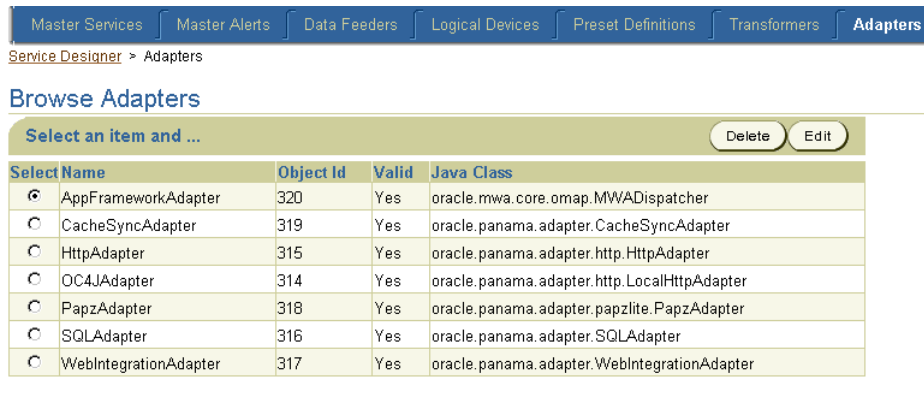 Master Services Master Alerts Data Feeders Logical Devices Preset Definitions Transformers Adapters
Service Designer > Adapters
Browse Adapters
Select an item and ... Delete Edit
Select Name Object Id Valid Java Class
AppFrameworkAdapter 320 Yes oracle.mwa.core.omap.MWADispatcher
CacheSyncAdapter 319 Yes oracle.panama.adapter.CacheSyncAdapter
HttpAdapter 315 Yes oracle.panama.adapter.http.HttpAdapter
OC4JAdapter 314 Yes oracle.panama.adapter.http.LocalHttpAdapter
PapzAdapter 318 Yes oracle.panama.adapter.papzlite.PapzAdapter
SQLAdapter 316 Yes oracle.panama.adapter.SQLAdapter
WebIntegrationAdapter 317 Yes oracle.panama.adapter.WebIntegrationAdapter